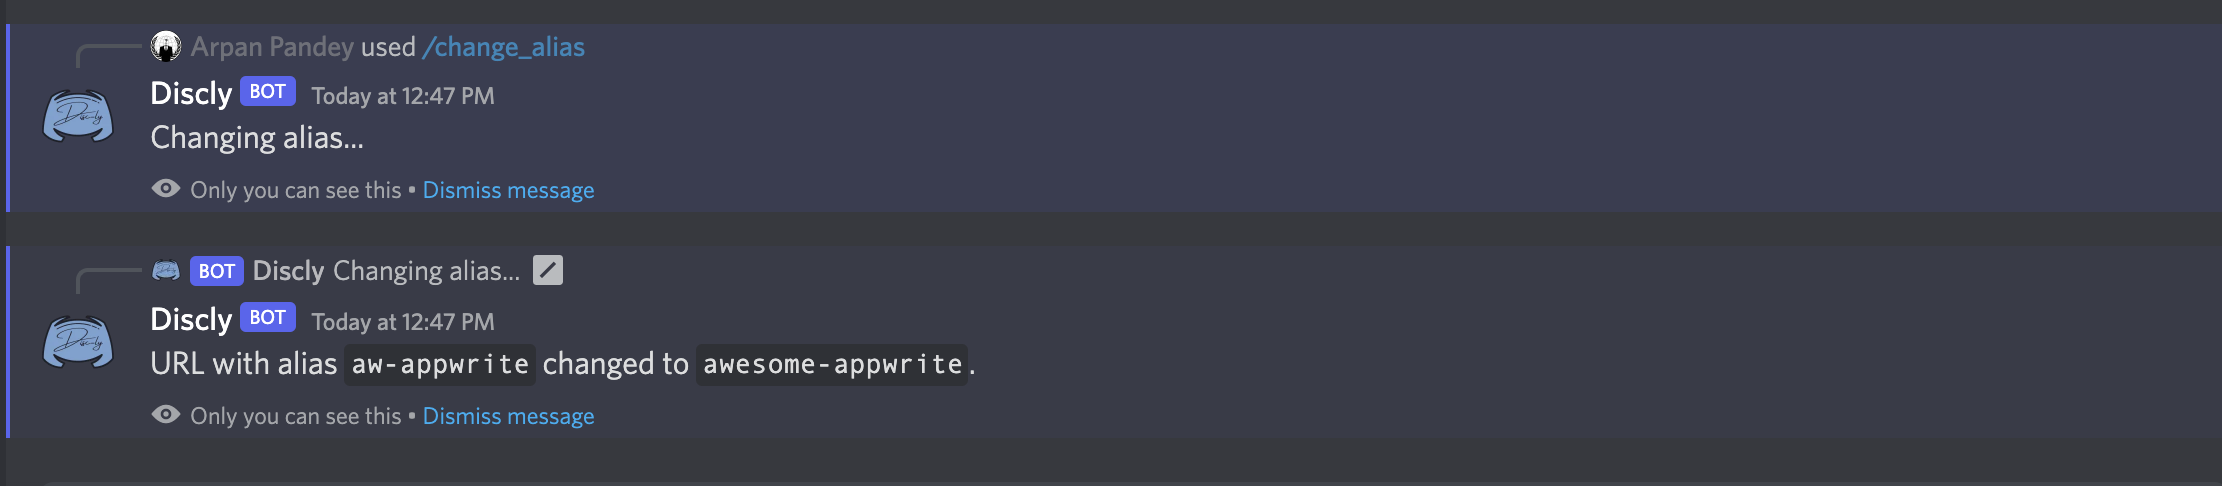 Arpan Pandey used /change_alias
Discly BOT Today at 12:47 PM
Changing alias...
Only you can see this • Dismiss message
BOT Discly Changing alias...
Discly BOT Today at 12:47 PM
URL with alias aw-appwrite changed to awesome-appwrite.
Only you can see this • Dismiss message